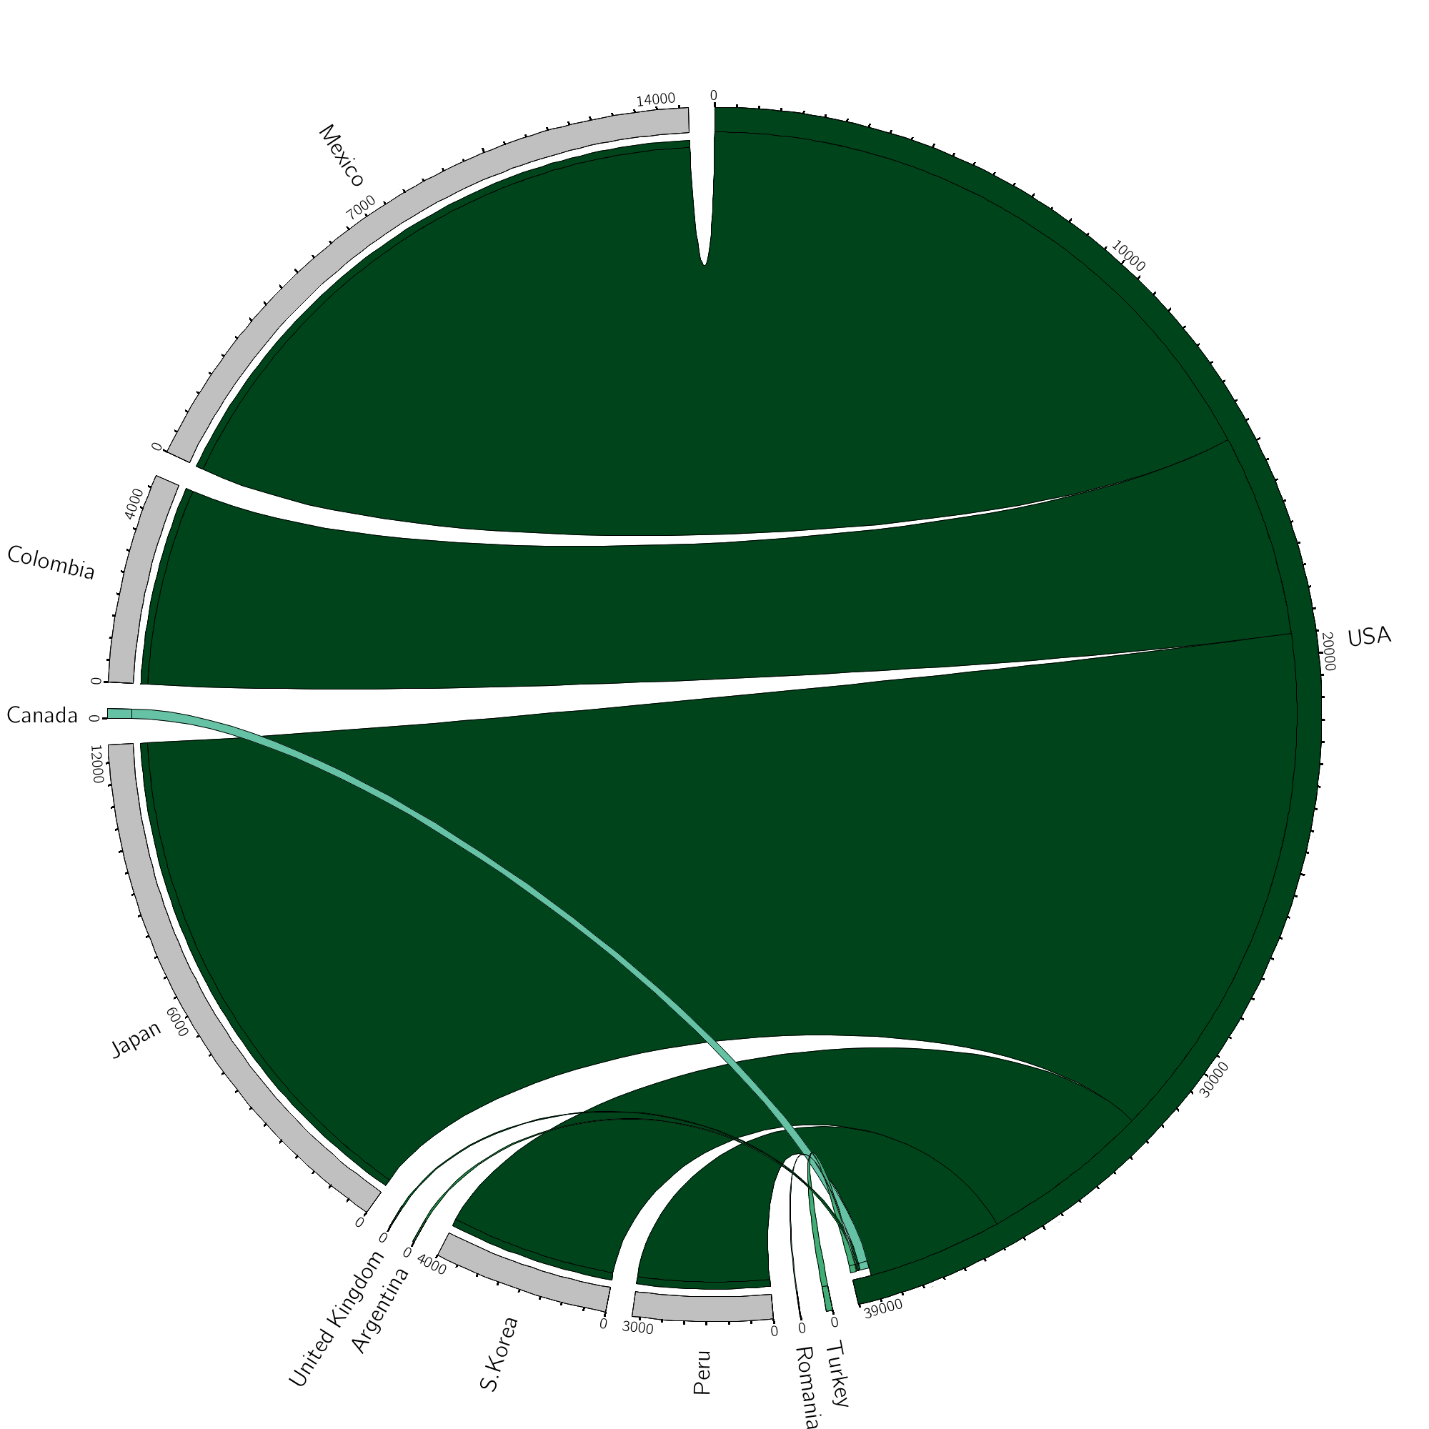 0
14000
Mexico
7000
10000
0
4000
Colombia
20000
USA
0
Canada
0
12000
Japan
6000
30000
0
0
United Kingdom
0
Argentina
4000
0
S.Korea
3000
0
Peru
0
Romania
0
Turkey
39000